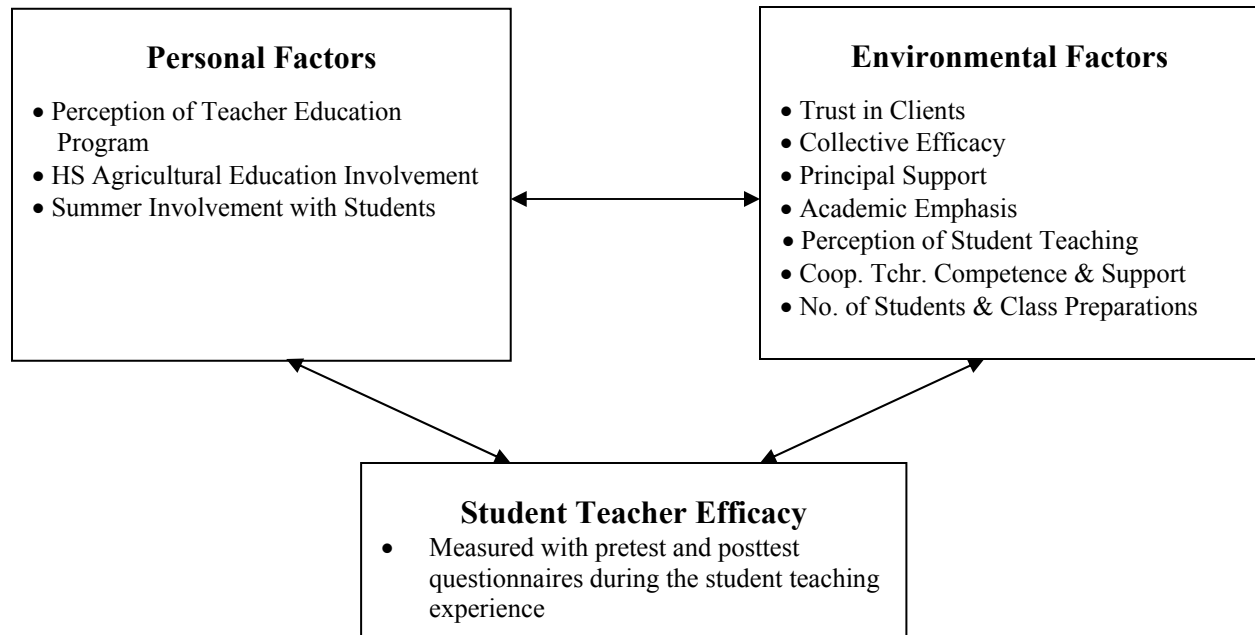 Personal Factors
• Perception of Teacher Education
Program
• HS Agricultural Education Involvement
• Summer Involvement with Students
Environmental Factors
• Trust in Clients
• Collective Efficacy
• Principal Support
• Academic Emphasis
• Perception of Student Teaching
• Coop. Tchr. Competence & Support
• No. of Students & Class Preparations
Student Teacher Efficacy
• Measured with pretest and posttest
questionnaires during the student teaching
experience